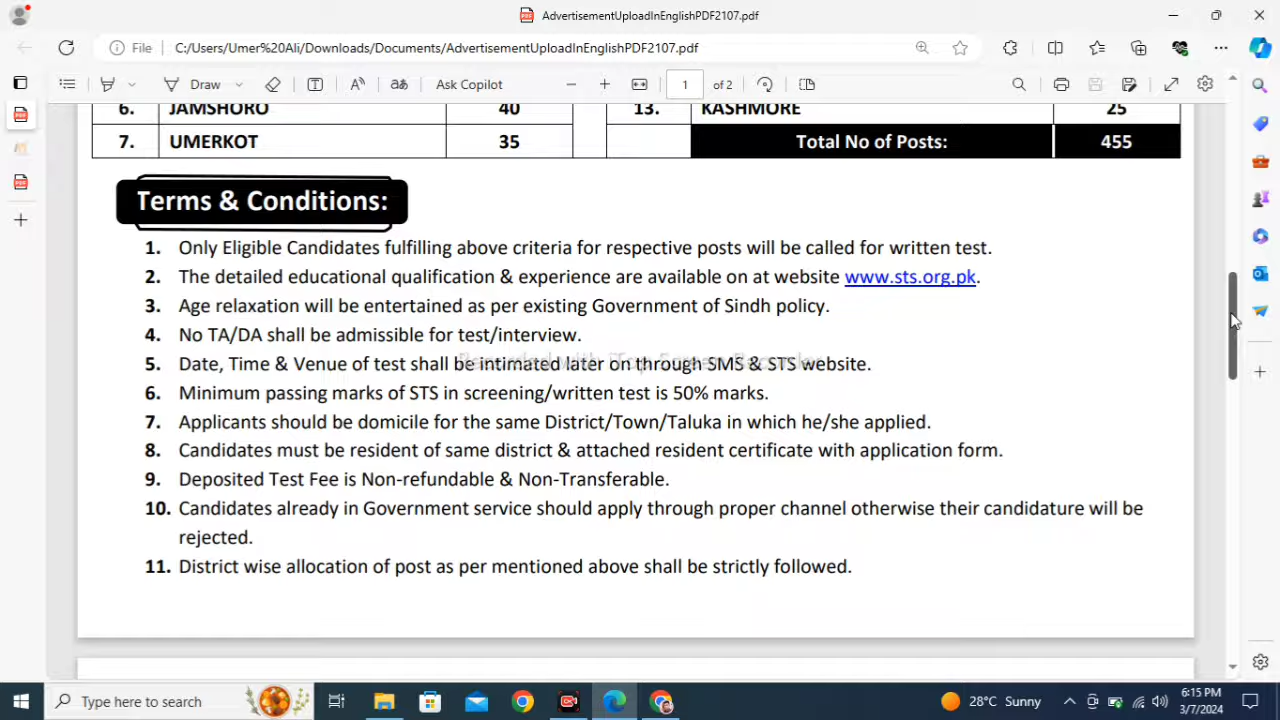 AdvertisementUploadInEnglishPDF2107.pdf
File C:/Users/Umer%20Ali/Downloads/Documents/AdvertisementUploadInEnglishPDF2107.pdf
Draw Ask Copilot 1 of 2
6. JAMSHORO 40 13. KASHMORE 25
7. UMERKOT 35 Total No of Posts: 455
Terms & Conditions:
1. Only Eligible Candidates fulfilling above criteria for respective posts will be called for written test.
2. The detailed educational qualification & experience are available on at website www.sts.org.pk.
3. Age relaxation will be entertained as per existing Government of Sindh policy.
4. No TA/DA shall be admissible for test/interview.
Recorded with iTop Screen Recorder
5. Date, Time & Venue of test shall be intimated later on through SMS & STS website.
6. Minimum passing marks of STS in screening/written test is 50% marks.
7. Applicants should be domicile for the same District/Town/Taluka in which he/she applied.
8. Candidates must be resident of same district & attached resident certificate with application form.
9. Deposited Test Fee is Non-refundable & Non-Transferable.
10. Candidates already in Government service should apply through proper channel otherwise their candidature will be
rejected.
11. District wise allocation of post as per mentioned above shall be strictly followed.
Type here to search 28°C Sunny 6:15 PM
3/7/2024